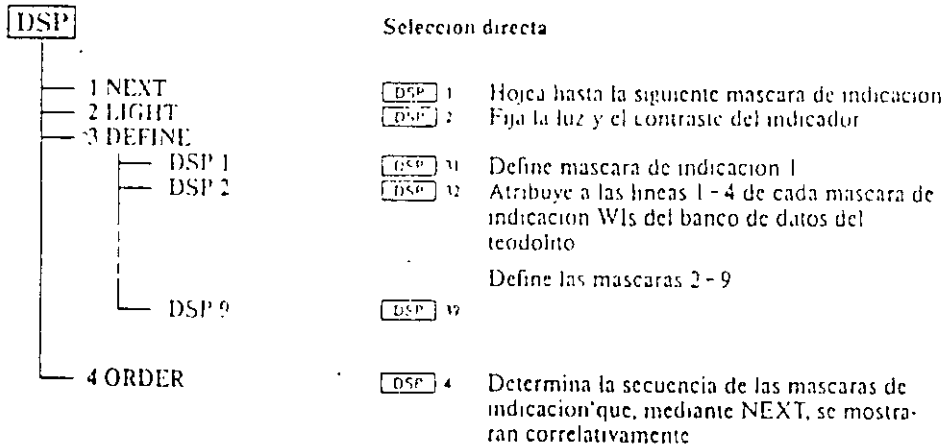 DSP
Seleccion directa
1 NEXT DSP 1 Hojea hasta la siguiente mascara de indicacion
2 LIGHT DSP 2 Fija la luz y el contraste del indicador
3 DEFINE
DSP 1 DSP 31 Define mascara de indicacion 1
DSP 2 DSP 32 Atribuye a las lineas 1 - 4 de cada mascara de
indicacion WIs del banco de datos del
teodolito
Define las mascaras 2 - 9
DSP 9 DSP 39
4 ORDER DSP 4 Determina la secuencia de las mascaras de
indicacion que, mediante NEXT, se mostra-
ran correlativamente